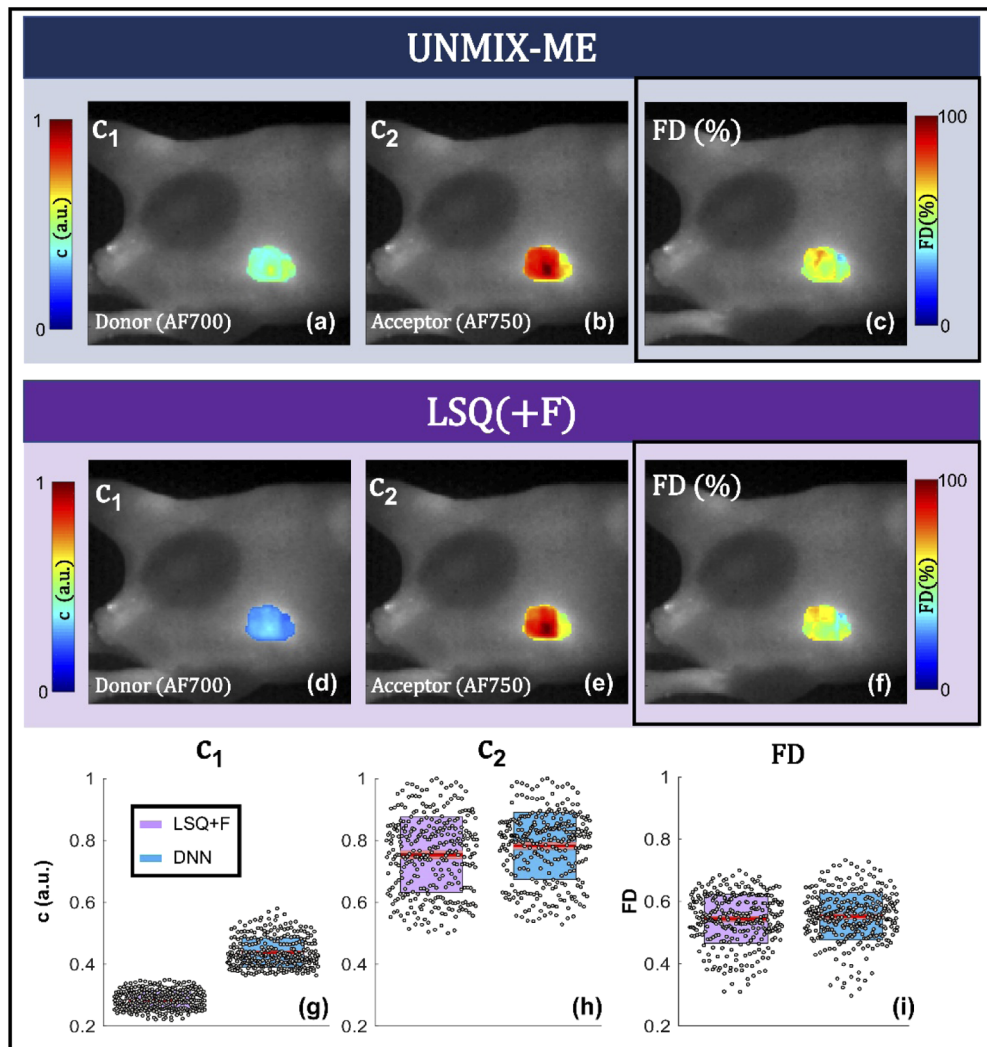 UNMIX-ME
1
c (a.u.)
0
C1
Donor (AF700)
(a)
C2
Acceptor (AF750)
(b)
FD (%)
(c)
100
FD(%)
0
LSQ(+F)
1
c (a.u.)
0
C1
Donor (AF700)
(d)
C2
Acceptor (AF750)
(e)
FD (%)
(f)
100
FD(%)
0
C1
c (a.u.)
1
0.8
0.6
0.4
0.2
LSQ+F
DNN
(g)
C2
1
0.8
0.6
0.4
0.2
(h)
FD
FD
1
0.8
0.6
0.4
0.2
(i)